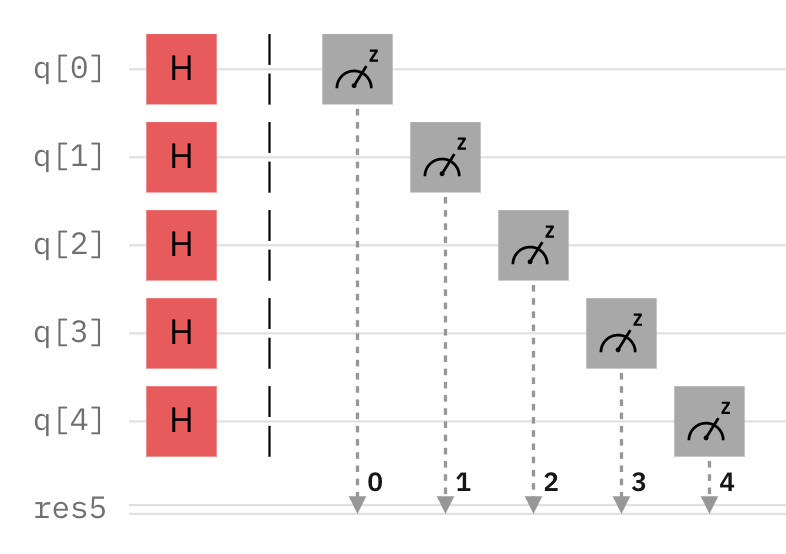 q[0] H z
q[1] H z
q[2] H z
q[3] H z
q[4] H z
0 1 2 3 4
res5